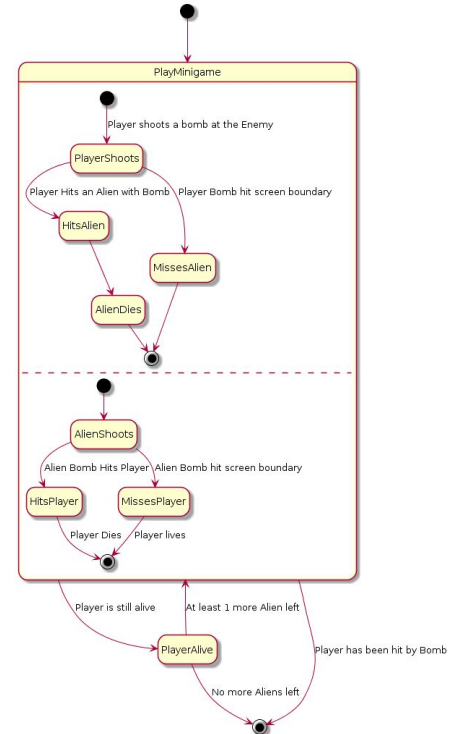 PlayMinigame
Player shoots a bomb at the Enemy
PlayerShoots
Player Hits an Alien with Bomb
Player Bomb hit screen boundary
HitsAlien
MissesAlien
AlienDies
AlienShoots
Alien Bomb Hits Player
Alien Bomb hit screen boundary
HitsPlayer
MissesPlayer
Player Dies
Player lives
Player is still alive
At least 1 more Alien left
PlayerAlive
Player has been hit by Bomb
No more Aliens left